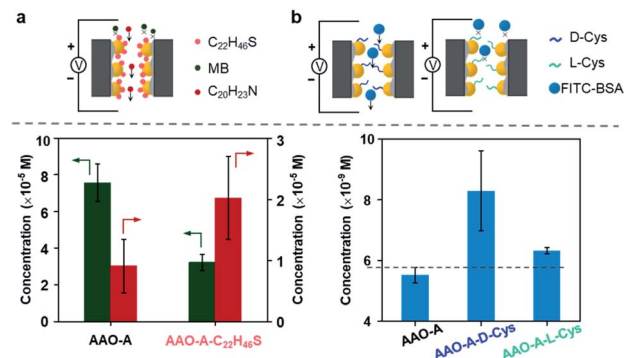 a
b
+
V
−
C₂₂H₄₆S
MB
C₂₀H₂₃N
+
V
−
+
V
−
D-Cys
L-Cys
FITC-BSA
Concentration (×10⁻⁵ M)
10
8
6
4
2
0
3
2
1
0
Concentration (×10⁻⁵ M)
AAO-A
AAO-A-C₂₂H₄₆S
Concentration (×10⁻⁹ M)
10
8
6
4
AAO-A
AAO-A-D-Cys
AAO-A-L-Cys